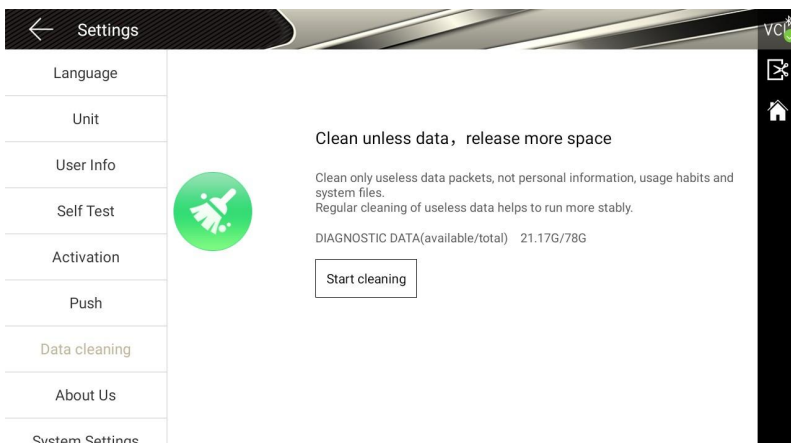 Settings
VCI
Language
Unit
User Info
Self Test
Activation
Push
Data cleaning
About Us
System Settings
Clean unless data，release more space
Clean only useless data packets, not personal information, usage habits and
system files.
Regular cleaning of useless data helps to run more stably.
DIAGNOSTIC DATA(available/total) 21.17G/78G
Start cleaning